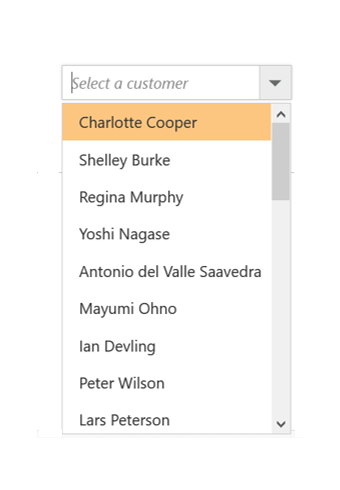 Select a customer
Charlotte Cooper
Shelley Burke
Regina Murphy
Yoshi Nagase
Antonio del Valle Saavedra
Mayumi Ohno
Ian Devling
Peter Wilson
Lars Peterson